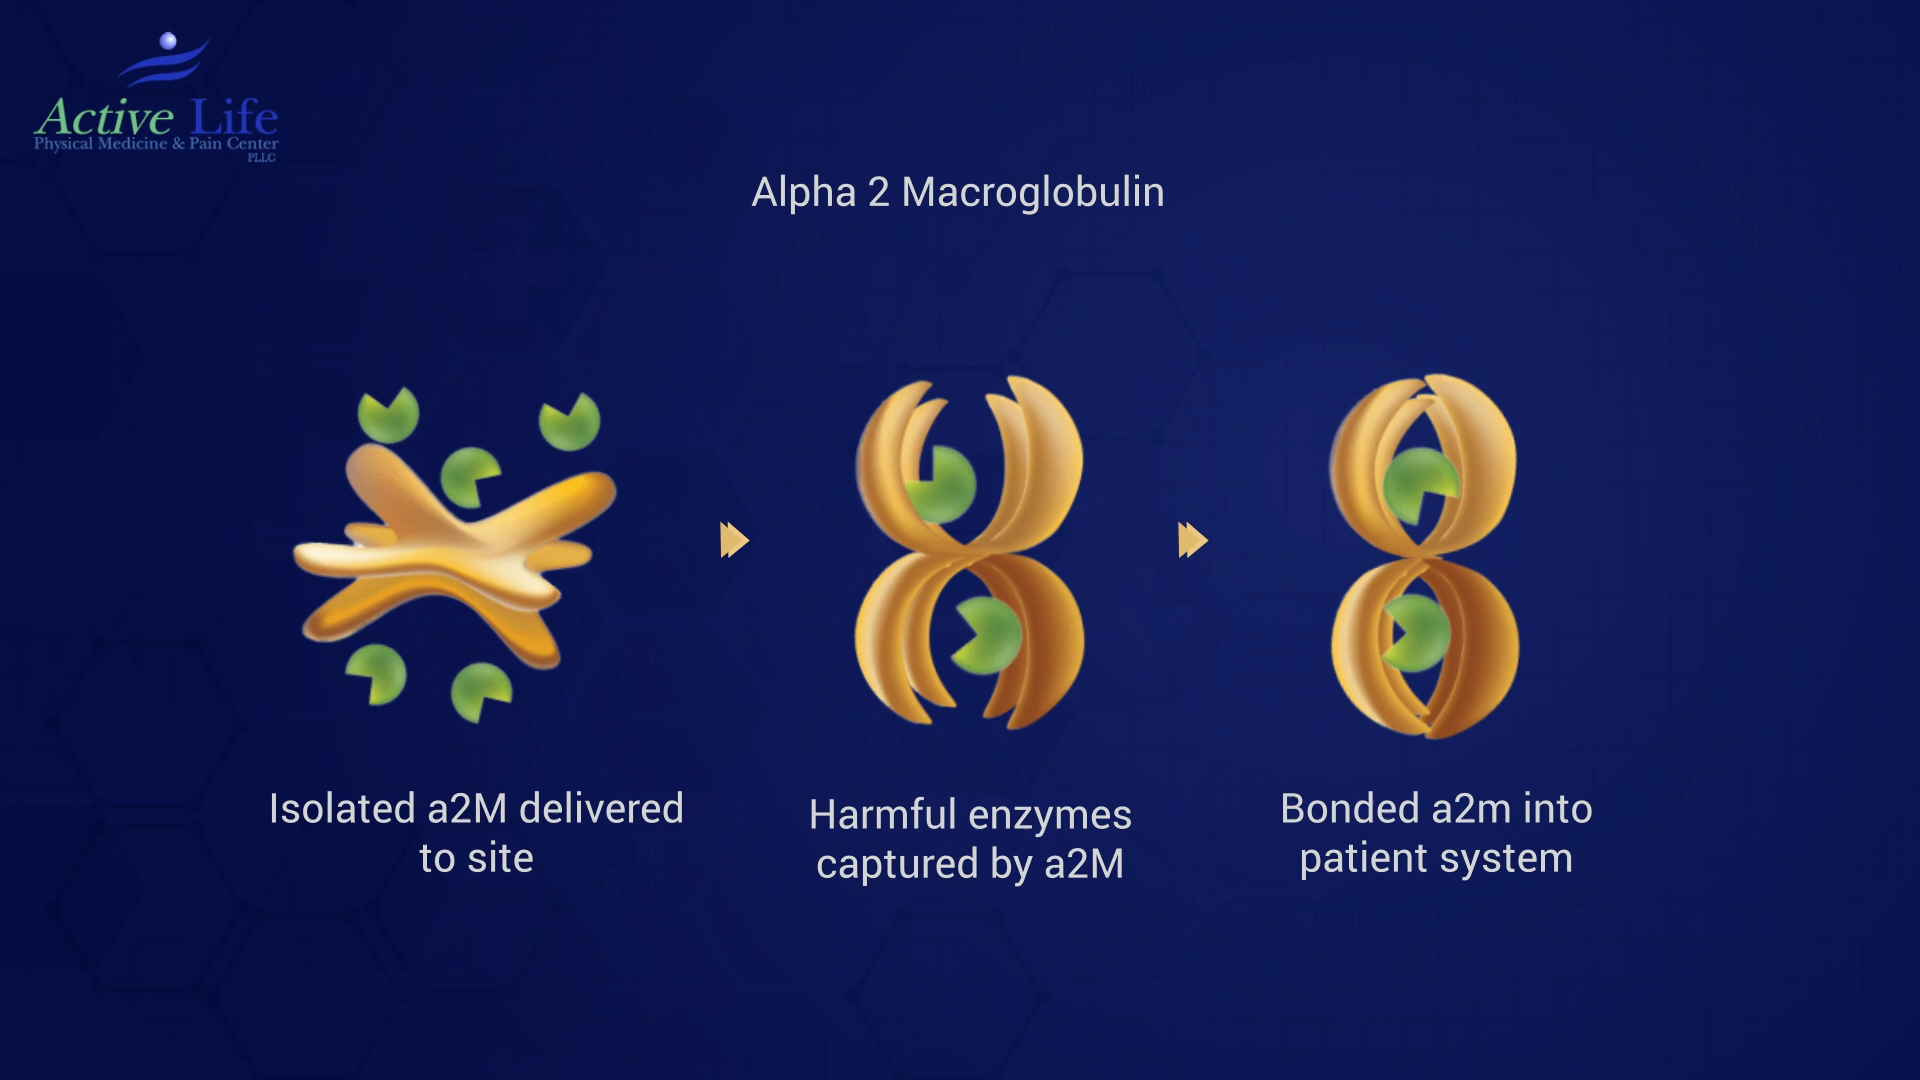 Active Life
Physical Medicine & Pain Center
PLLC
Alpha 2 Macroglobulin
Isolated a2M delivered
to site
Harmful enzymes
captured by a2M
Bonded a2m into
patient system